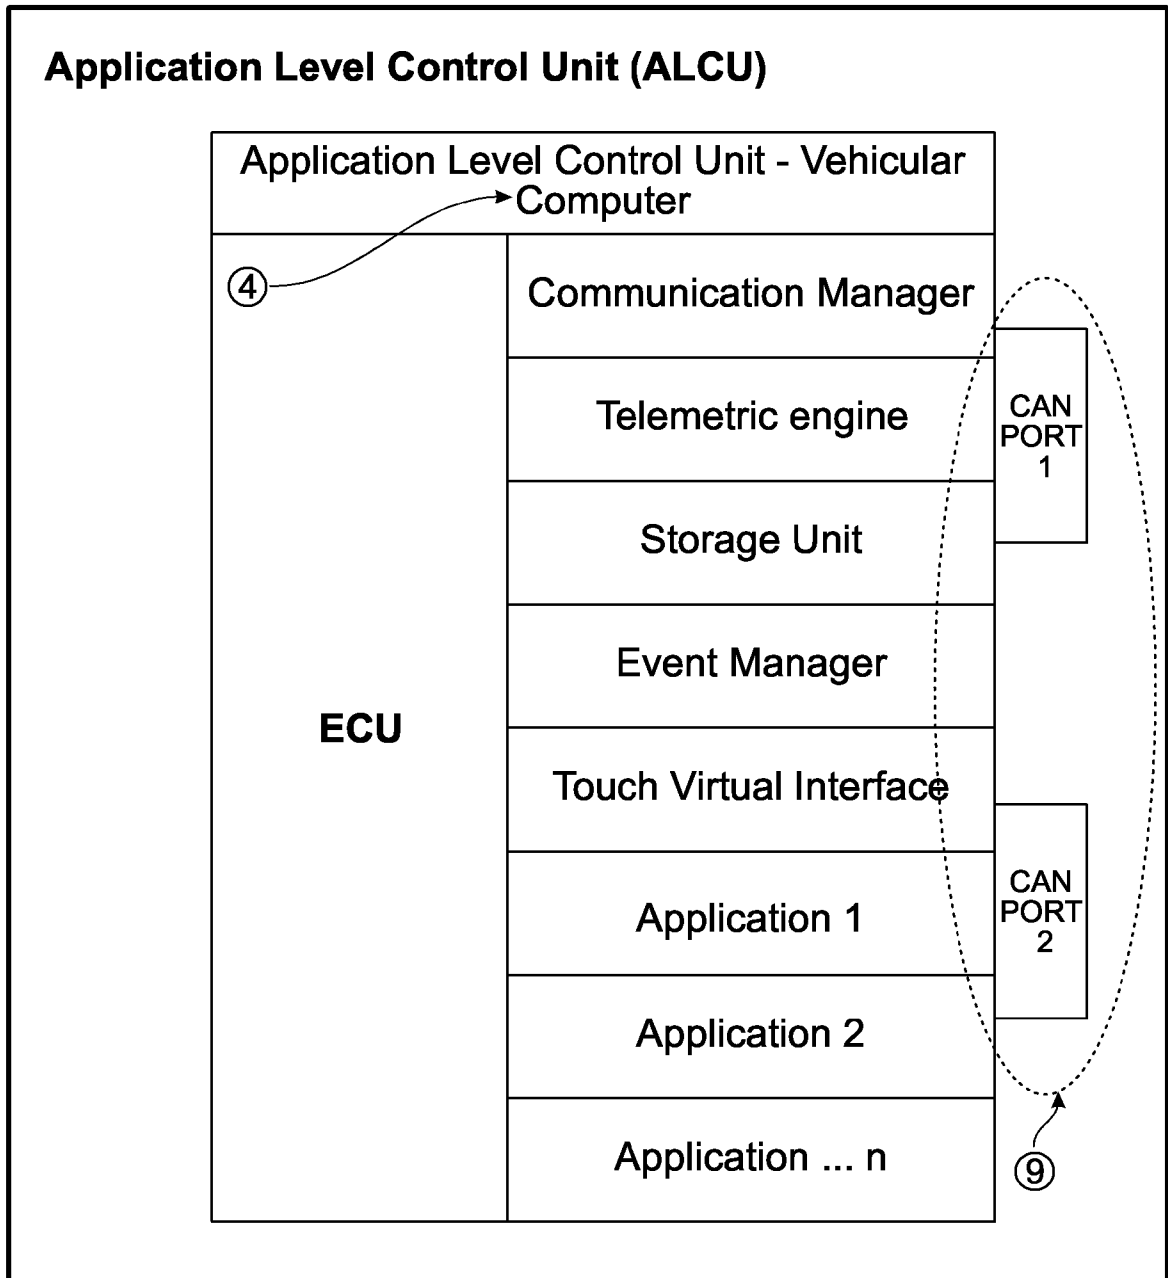 Application Level Control Unit (ALCU)
Application Level Control Unit - Vehicular
Computer
4
Communication Manager
Telemetric engine
CAN
PORT
1
Storage Unit
Event Manager
ECU
Touch Virtual Interface
CAN
PORT
2
Application 1
Application 2
Application ... n
9